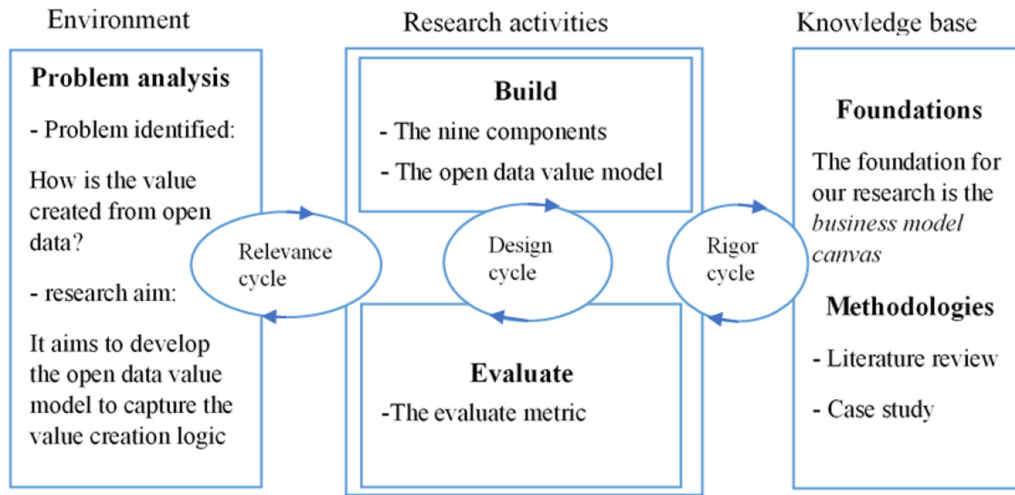 Environment
Problem analysis
- Problem identified:
How is the value
created from open
data?
- research aim:
It aims to develop
the open data value
model to capture the
value creation logic
Relevance
cycle
Research activities
Build
- The nine components
- The open data value model
Design
cycle
Evaluate
-The evaluate metric
Rigor
cycle
Knowledge base
Foundations
The foundation for
our research is the
business model
canvas
Methodologies
- Literature review
- Case study